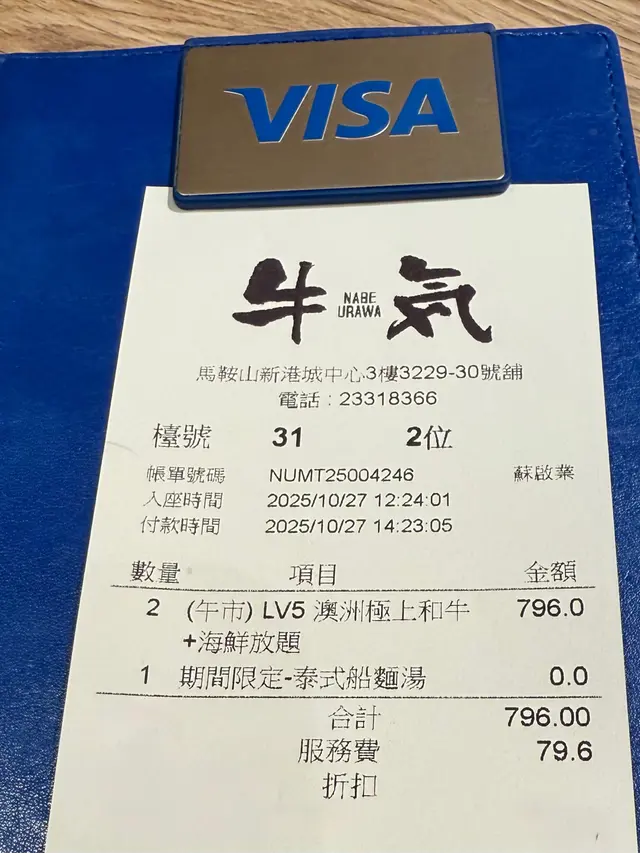 VISA
牛気
NABE
URAWA
馬鞍山新港城中心3樓3229-30號舖
電話：23318366
檯號 31 2位
帳單號碼 NUMT25004246 蘇啟業
入座時間 2025/10/27 12:24:01
付款時間 2025/10/27 14:23:05
數量 項目 金額
2 (午市) LV5 澳洲極上和牛 796.0
+海鮮放題
1 期間限定-泰式船麵湯 0.0
合計 796.00
服務費 79.6
折扣